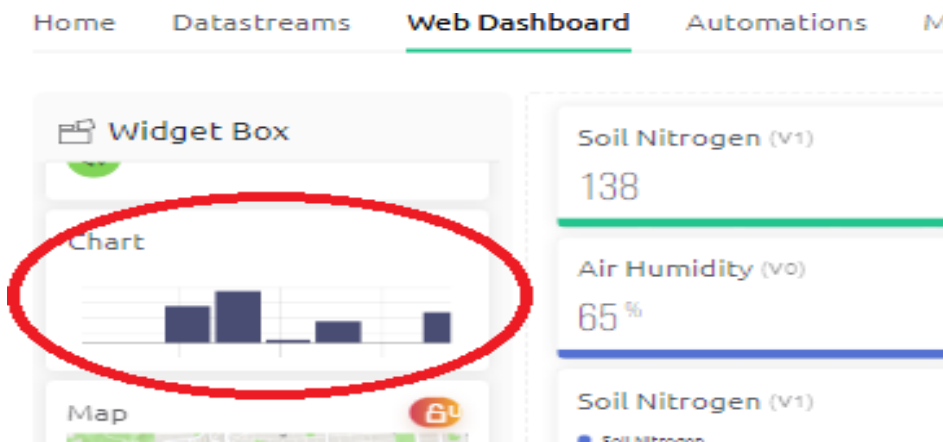 Home Datastreams Web Dashboard Automations
Widget Box
Chart
Map
Soil Nitrogen (V1)
138
Air Humidity (V0)
65 %
Soil Nitrogen (V1)
Soil Nitrogen